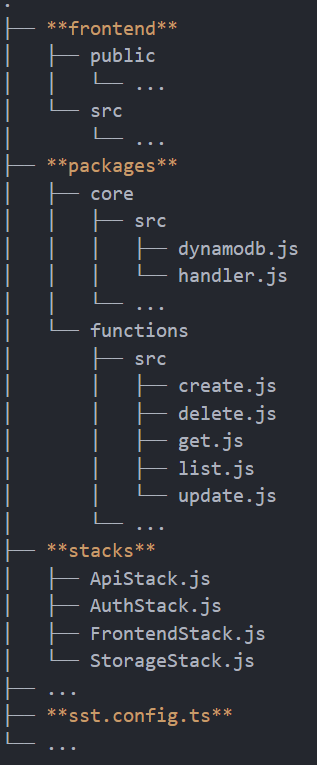 .
├── **frontend**
│   ├── public
│   │   └── ...
│   └── src
│       └── ...
├── **packages**
│   ├── core
│   │   ├── src
│   │   │   ├── dynamodb.js
│   │   │   └── handler.js
│   │   └── ...
│   └── functions
│       ├── src
│       │   ├── create.js
│       │   ├── delete.js
│       │   ├── get.js
│       │   ├── list.js
│       │   └── update.js
│       └── ...
├── **stacks**
│   ├── ApiStack.js
│   ├── AuthStack.js
│   ├── FrontendStack.js
│   └── StorageStack.js
├── ...
├── **sst.config.ts**
└── ...